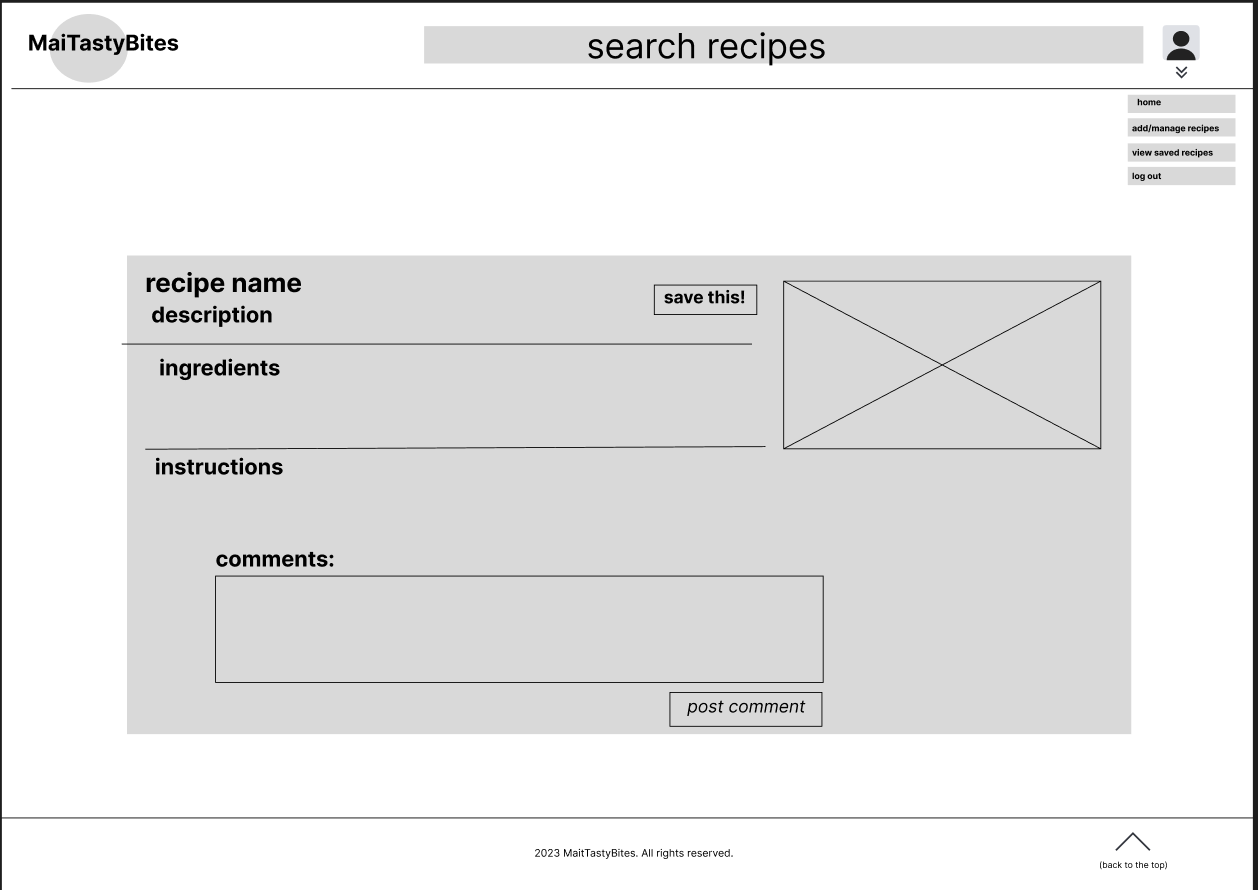 MaiTastyBites
search recipes
home
add/manage recipes
view saved recipes
log out
recipe name
save this!
description
ingredients
instructions
comments:
post comment
2023 MaitTastyBites. All rights reserved.
(back to the top)